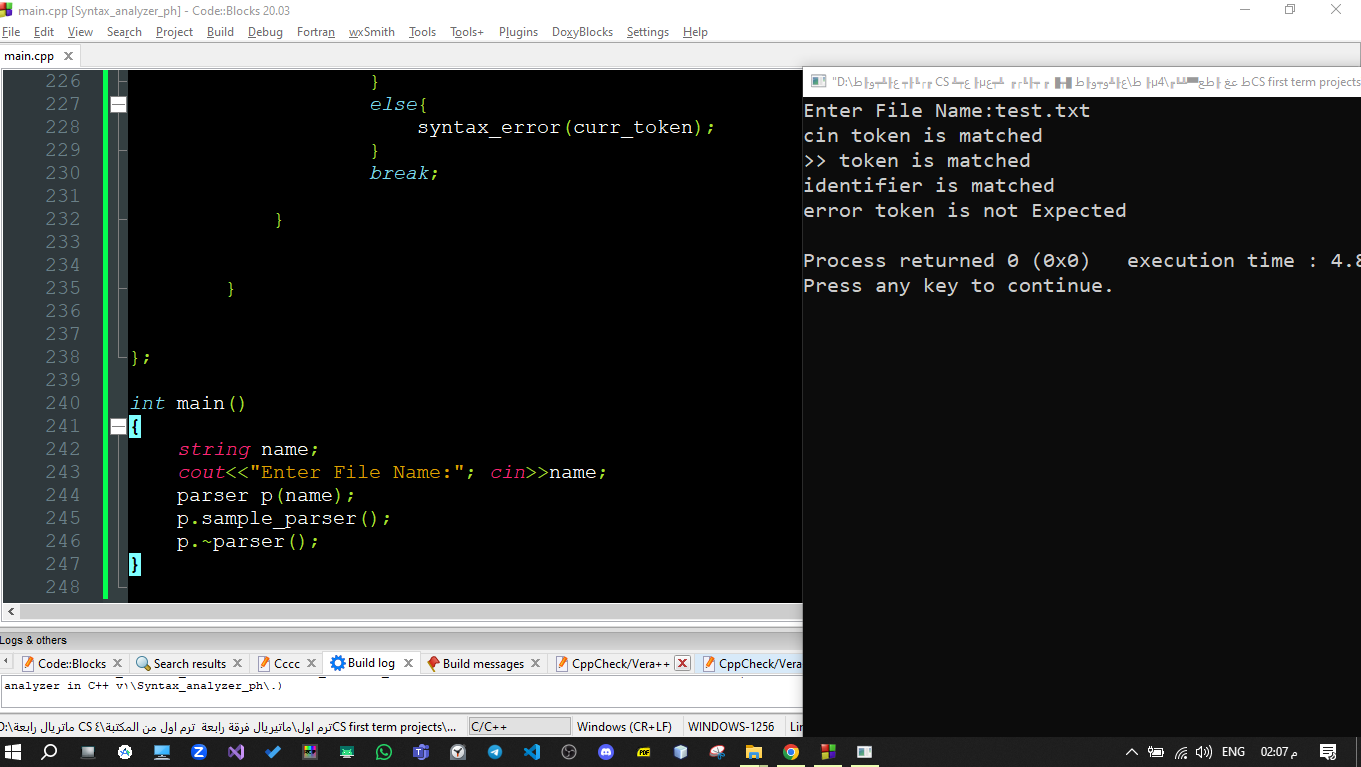 main.cpp [Syntax_analyzer_ph] - Code::Blocks 20.03
File Edit View Search Project Build Debug Fortran wxSmith Tools Tools+ Plugins DoxyBlocks Settings Help
main.cpp
226 }
227 else{
228 syntax_error(curr_token);
229 }
230 break;
231
232 }
233
234
235 }
236
237
238 };
239
240 int main()
241 {
242 string name;
243 cout<<"Enter File Name:"; cin>>name;
244 parser p(name);
245 p.sample_parser();
246 p.~parser();
247 }
248
CS first term projects
Enter File Name:test.txt
cin token is matched
>> token is matched
identifier is matched
error token is not Expected
Process returned 0 (0x0) execution time : 4.8
Press any key to continue.
Logs & others
Code::Blocks Search results Cccc Build log Build messages CppCheck/Vera++ CppCheck/Vera
analyzer in C++ v1\Syntax_analyzer_ph\.)
D:\ماتريال رابعة CS ٤\ترم اول\ماتيريال فرقة رابعة ترم اول من المكتبة\CS first term projects\... C/C++ Windows (CR+LF) WINDOWS-1256
ENG 02:07 م